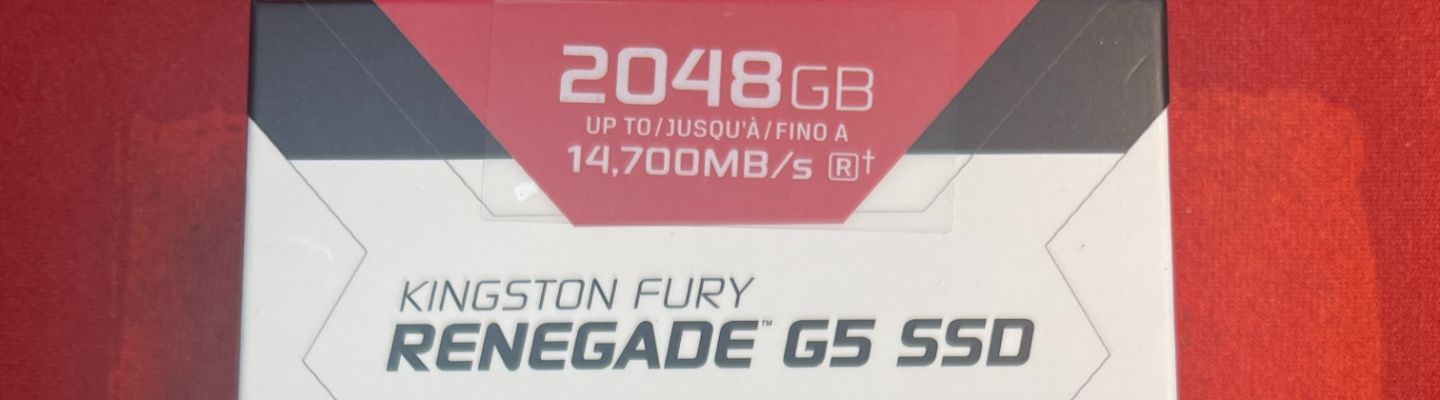 2048GB
UP TO/JUSQU'À/FINO A
14,700MB/s 🅁†
KINGSTON FURY
RENEGADE™ G5 SSD